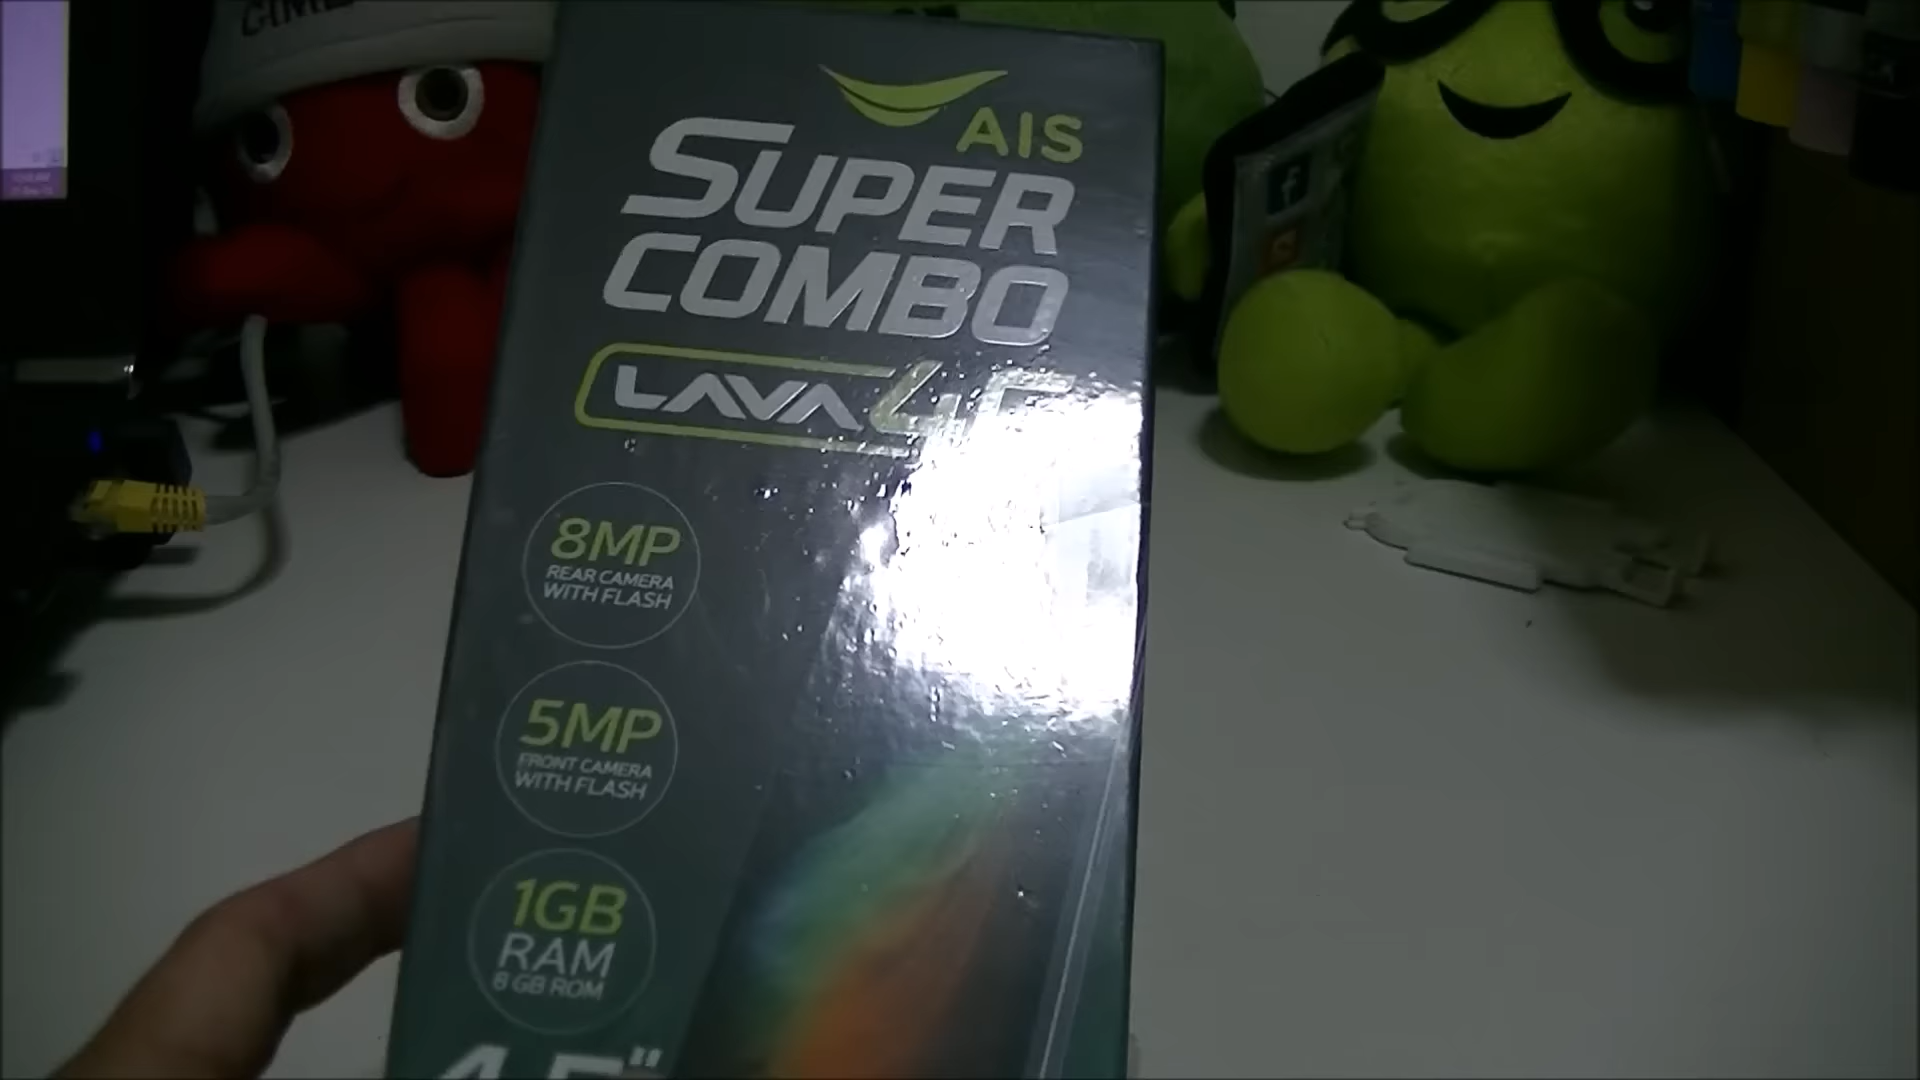 AIS
SUPER
COMBO
LAVA
8MP
REAR CAMERA
WITH FLASH
5MP
FRONT CAMERA
WITH FLASH
1GB
RAM
8 GB ROM